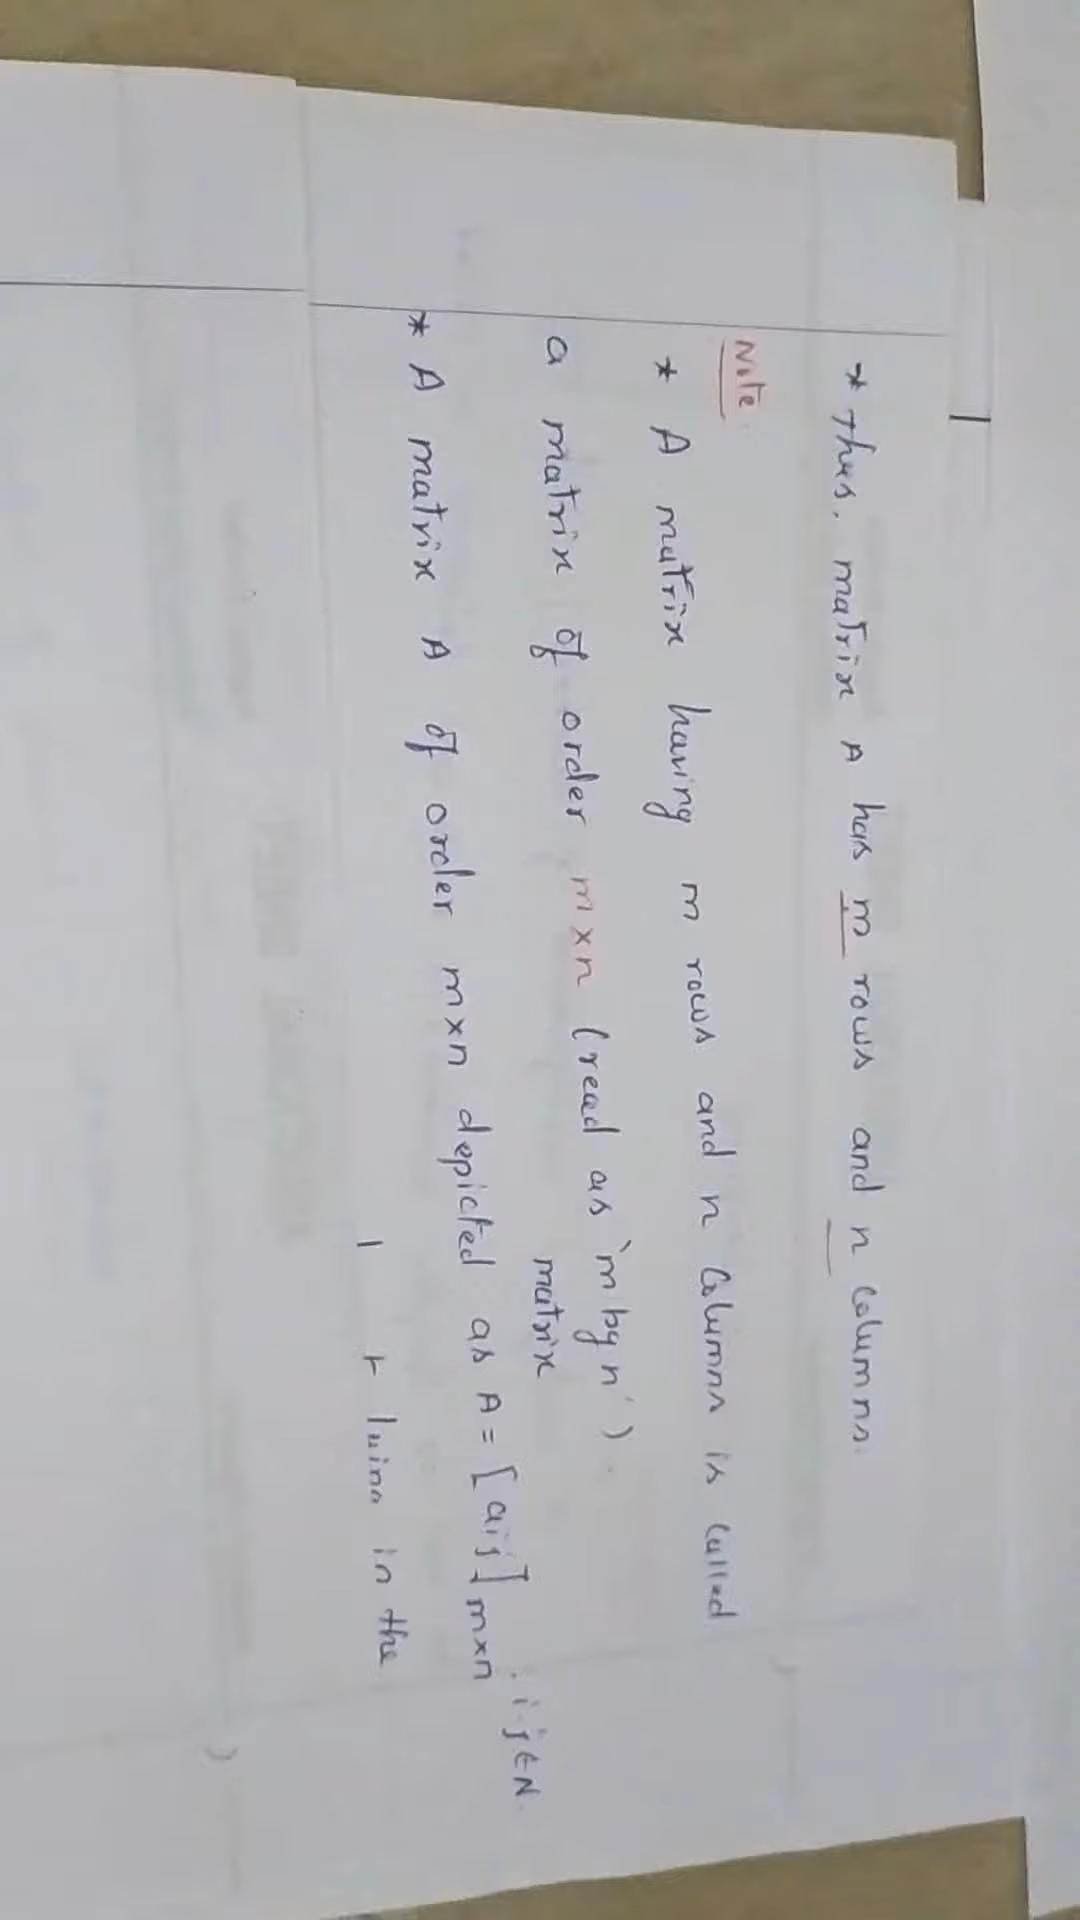 * Thus, matrix A has m rows and n columns.
Note:
* A matrix having m rows and n columns is called
a matrix of order m×n (read as `m by n')
matrix
* A matrix A of order m×n depicted as A = [aij]m×n , i.j∈N.
in the